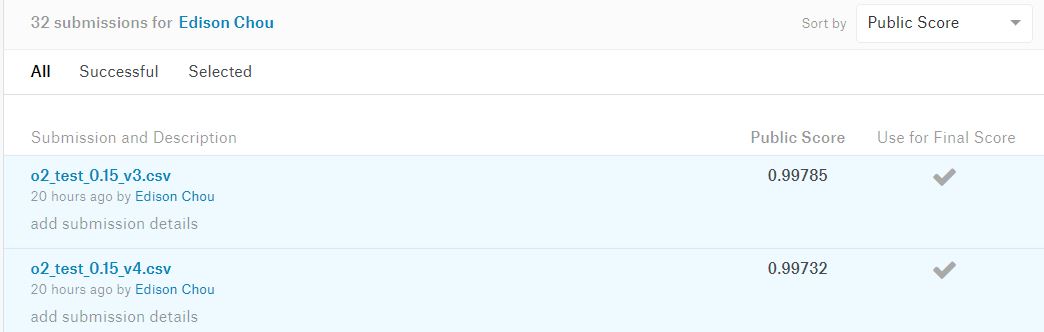 32 submissions for Edison Chou
Sort by Public Score
All Successful Selected
Submission and Description Public Score Use for Final Score
o2_test_0.15_v3.csv 0.99785
20 hours ago by Edison Chou
add submission details
o2_test_0.15_v4.csv 0.99732
20 hours ago by Edison Chou
add submission details